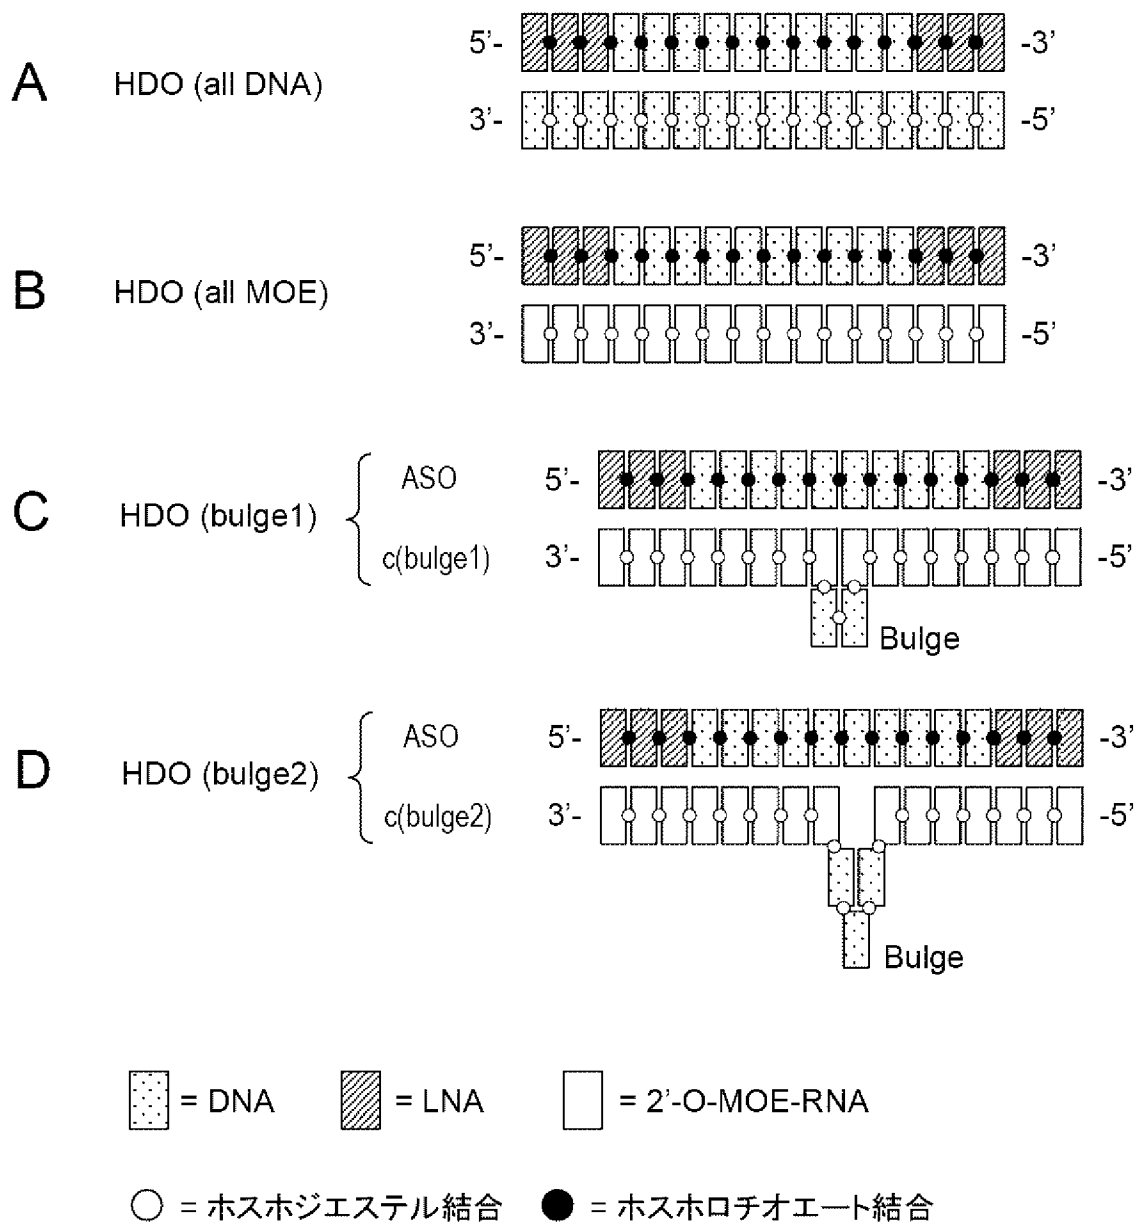 A HDO (all DNA) 5'- -3'
3'- -5'
B HDO (all MOE) 5'- -3'
3'- -5'
C HDO (bulge1) ASO 5'- -3'
c(bulge1) 3'- -5'
Bulge
D HDO (bulge2) ASO 5'- -3'
c(bulge2) 3'- -5'
Bulge
= DNA = LNA = 2'-O-MOE-RNA
= ホスホジエステル結合 = ホスホロチオエート結合